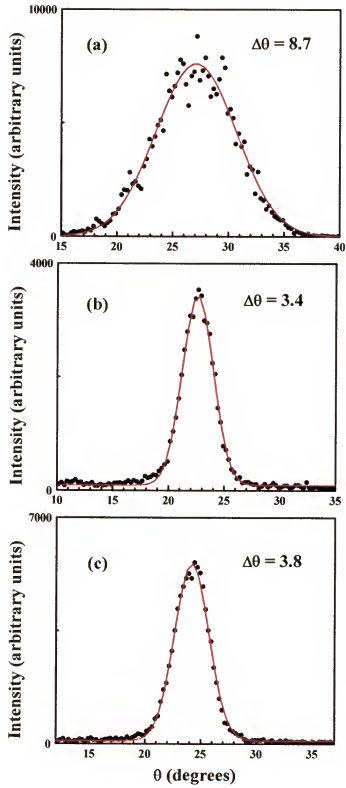 10000
(a)
Δθ = 8.7
Intensity (arbitrary units)
0
15 20 25 30 35 40
4000
(b)
Δθ = 3.4
Intensity (arbitrary units)
0
10 15 20 25 30 35
7000
(c)
Δθ = 3.8
Intensity (arbitrary units)
0
15 20 25 30 35
θ (degrees)